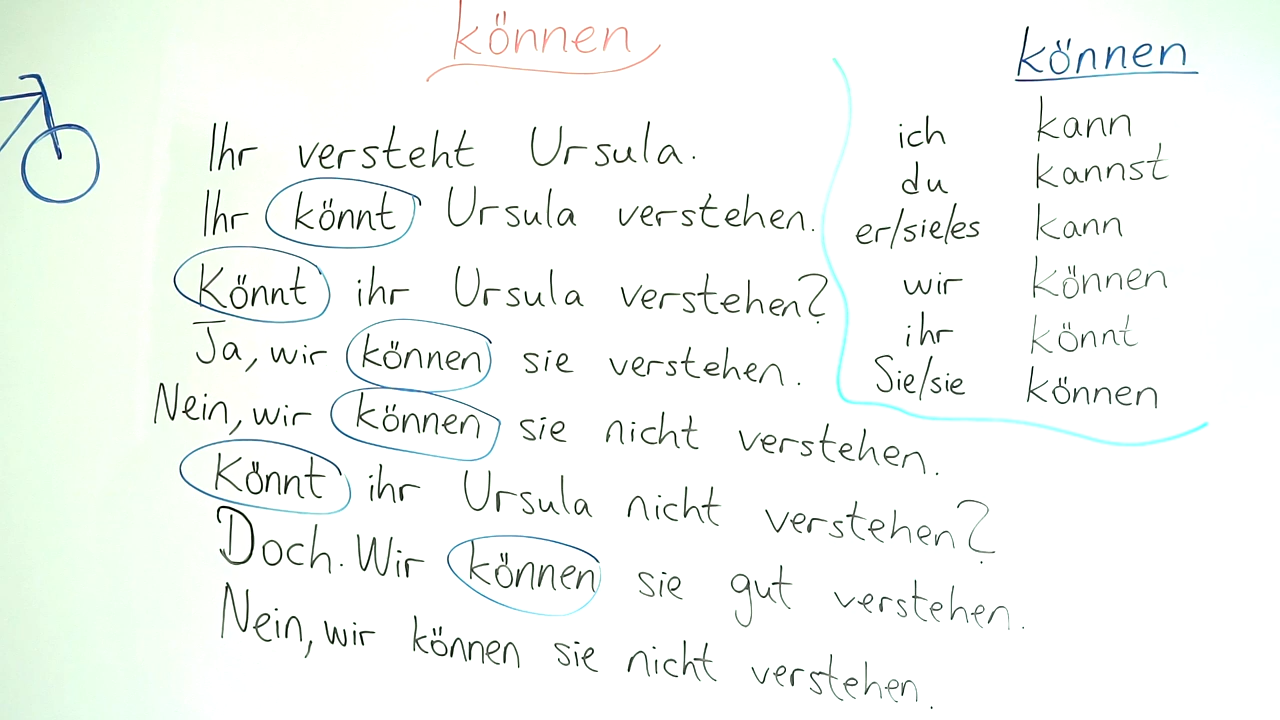 können
Ihr versteht Ursula.
Ihr könnt Ursula verstehen.
Könnt ihr Ursula verstehen?
Ja, wir können sie verstehen.
Nein, wir können sie nicht verstehen.
Könnt ihr Ursula nicht verstehen?
Doch. Wir können sie gut verstehen.
Nein, wir können sie nicht verstehen.
können
ich kann
du kannst
er/sie/es kann
wir können
ihr könnt
Sie/sie können